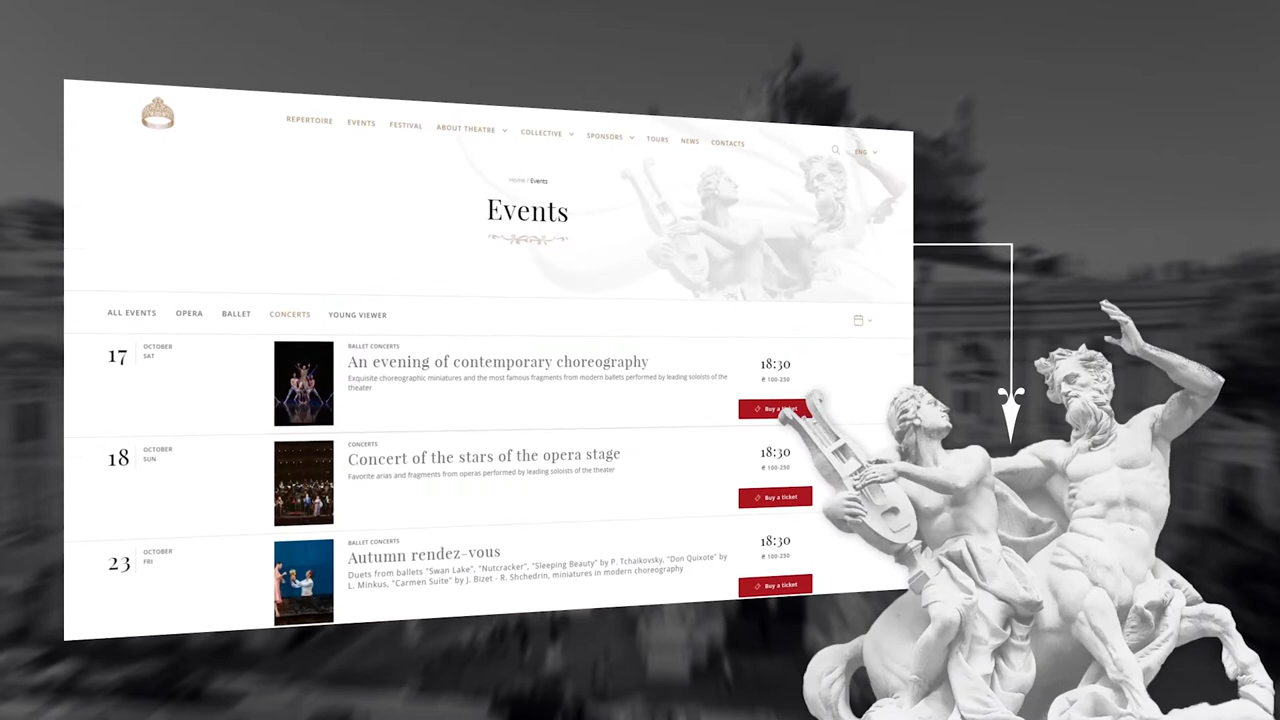 REPERTOIRE EVENTS FESTIVAL ABOUT THEATRE COLLECTIVE SPONSORS TOURS NEWS CONTACTS ENG
Home / Events
Events
ALL EVENTS OPERA BALLET CONCERTS YOUNG VIEWER
17
OCTOBER
SAT
BALLET CONCERTS
An evening of contemporary choreography
Exquisite choreographic miniatures and the most famous fragments from modern ballets performed by leading soloists of the
theater
18:30
₴ 100-250
Buy a ticket
18
OCTOBER
SUN
CONCERTS
Concert of the stars of the opera stage
Favorite arias and fragments from operas performed by leading soloists of the theater
18:30
₴ 100-250
Buy a ticket
23
OCTOBER
FRI
BALLET CONCERTS
Autumn rendez-vous
Duets from ballets "Swan Lake", "Nutcracker", "Sleeping Beauty" by P. Tchaikovsky, "Don Quixote" by
L. Minkus, "Carmen Suite" by J. Bizet - R. Shchedrin, miniatures in modern choreography
18:30
₴ 100-250
Buy a ticket